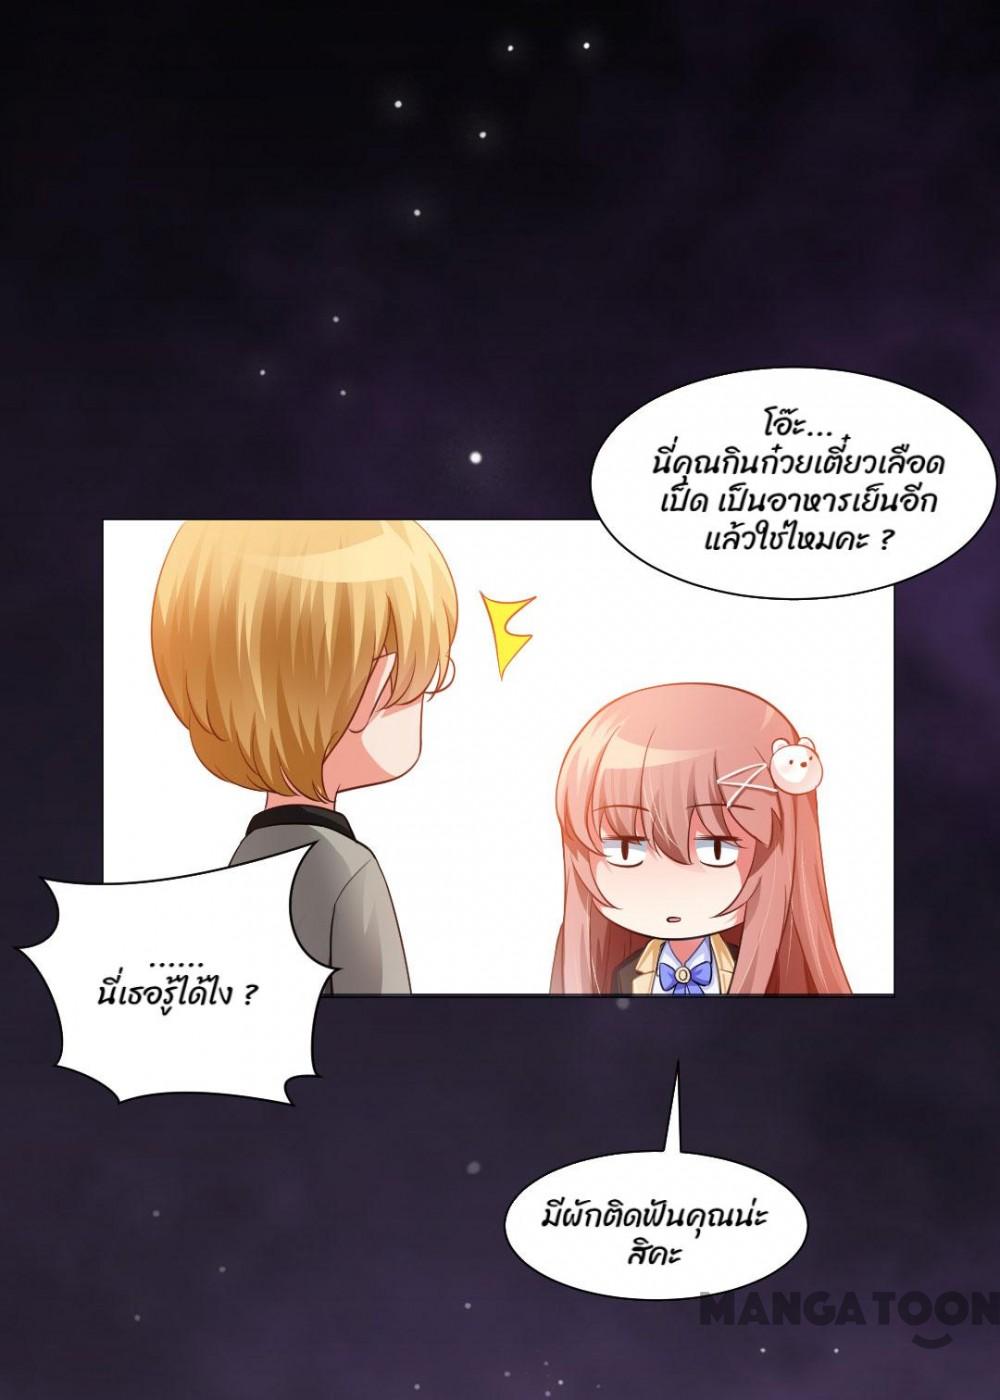 โอ๊ะ...
นี่คุณกินก๋วยเตี๋ยวเลือด
เป็ด เป็นอาหารเย็นอีก
แล้วใช่ไหมคะ ?
......
นี่เธอรู้ได้ไง ?
มีผักติดฟันคุณน่ะ
สิคะ
MANGATOON